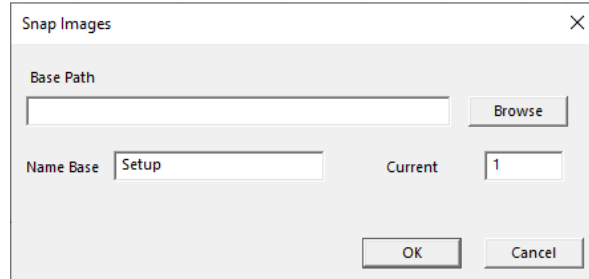 Snap Images
Base Path
Browse
Name Base Setup Current 1
OK Cancel